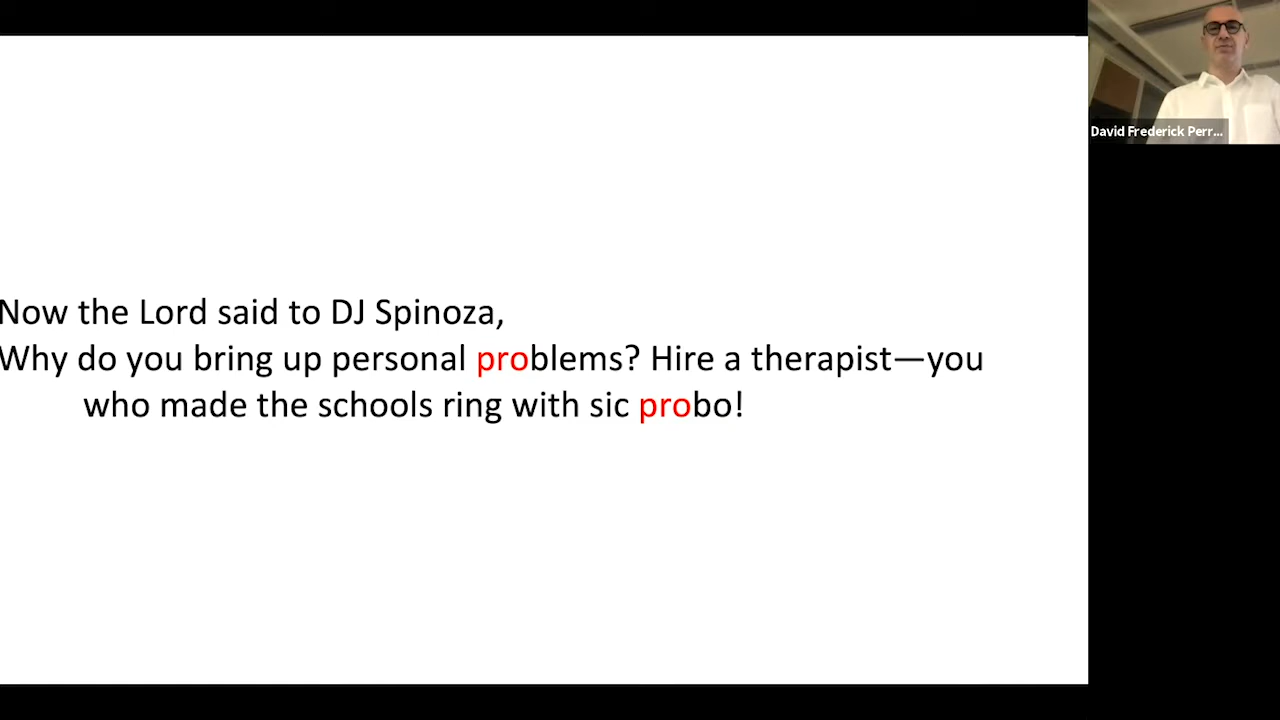 Now the Lord said to DJ Spinoza,
Why do you bring up personal problems? Hire a therapist—you
who made the schools ring with sic probo!
David Frederick Perr...